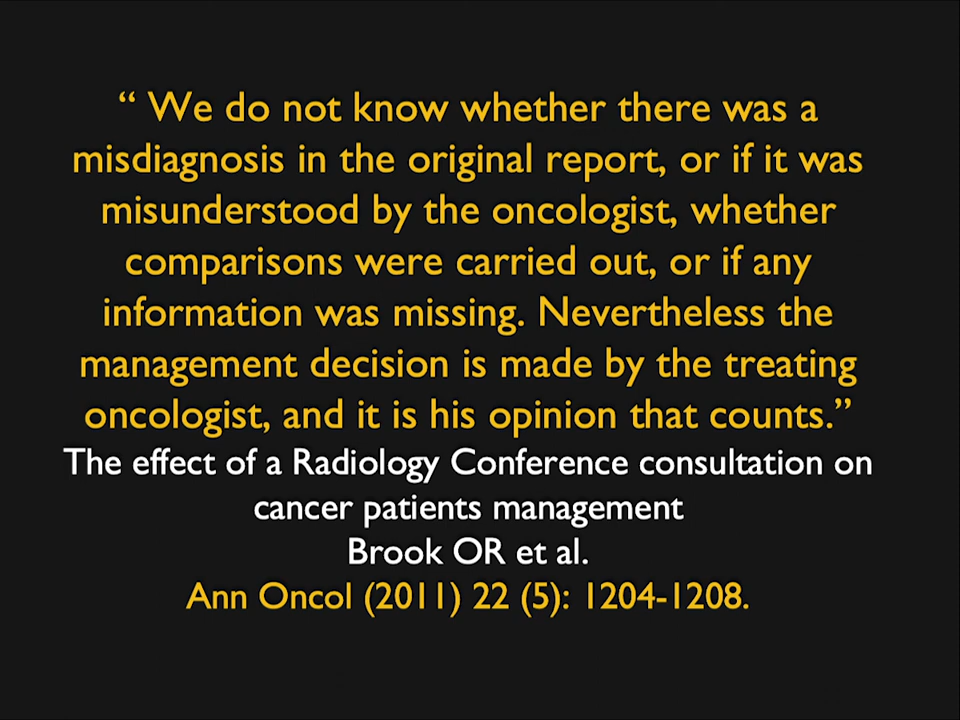 “ We do not know whether there was a
misdiagnosis in the original report, or if it was
misunderstood by the oncologist, whether
comparisons were carried out, or if any
information was missing. Nevertheless the
management decision is made by the treating
oncologist, and it is his opinion that counts.”
The effect of a Radiology Conference consultation on
cancer patients management
Brook OR et al.
Ann Oncol (2011) 22 (5): 1204-1208.